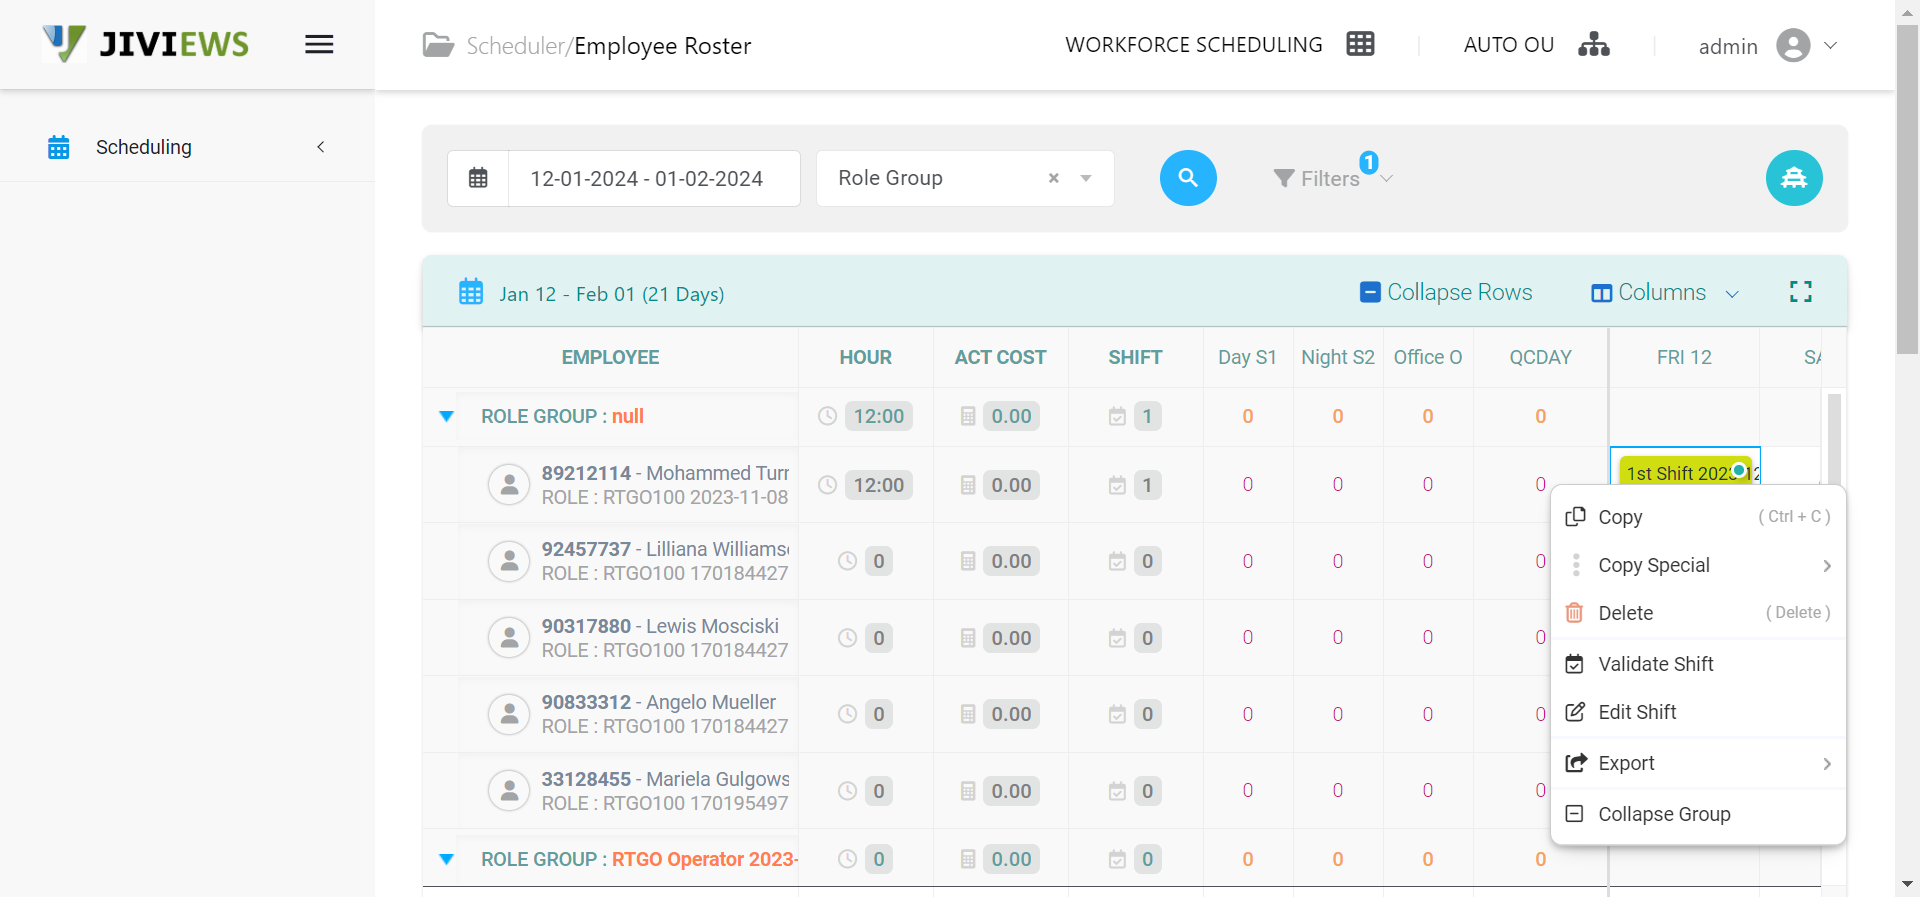 JIVIEWS
Scheduler/Employee Roster
WORKFORCE SCHEDULING
AUTO OU
admin
Scheduling
12-01-2024 - 01-02-2024
Role Group
Filters
1
Jan 12 - Feb 01 (21 Days)
Collapse Rows
Columns
EMPLOYEE HOUR ACT COST SHIFT Day S1 Night S2 Office O QCDAY FRI 12 SA
ROLE GROUP : null 12:00 0.00 1 0 0 0 0
89212114 - Mohammed Turr
ROLE : RTGO100 2023-11-08
12:00 0.00 1 0 0 0 0
1st Shift 2023-12
92457737 - Lilliana Williams
ROLE : RTGO100 170184427
0 0.00 0 0 0 0 0
90317880 - Lewis Mosciski
ROLE : RTGO100 170184427
0 0.00 0 0 0 0 0
90833312 - Angelo Mueller
ROLE : RTGO100 170184427
0 0.00 0 0 0 0 0
33128455 - Mariela Gulgows
ROLE : RTGO100 170195497
0 0.00 0 0 0 0 0
ROLE GROUP : RTGO Operator 2023- 0 0.00 0 0 0 0 0
Copy ( Ctrl + C )
Copy Special
Delete ( Delete )
Validate Shift
Edit Shift
Export
Collapse Group